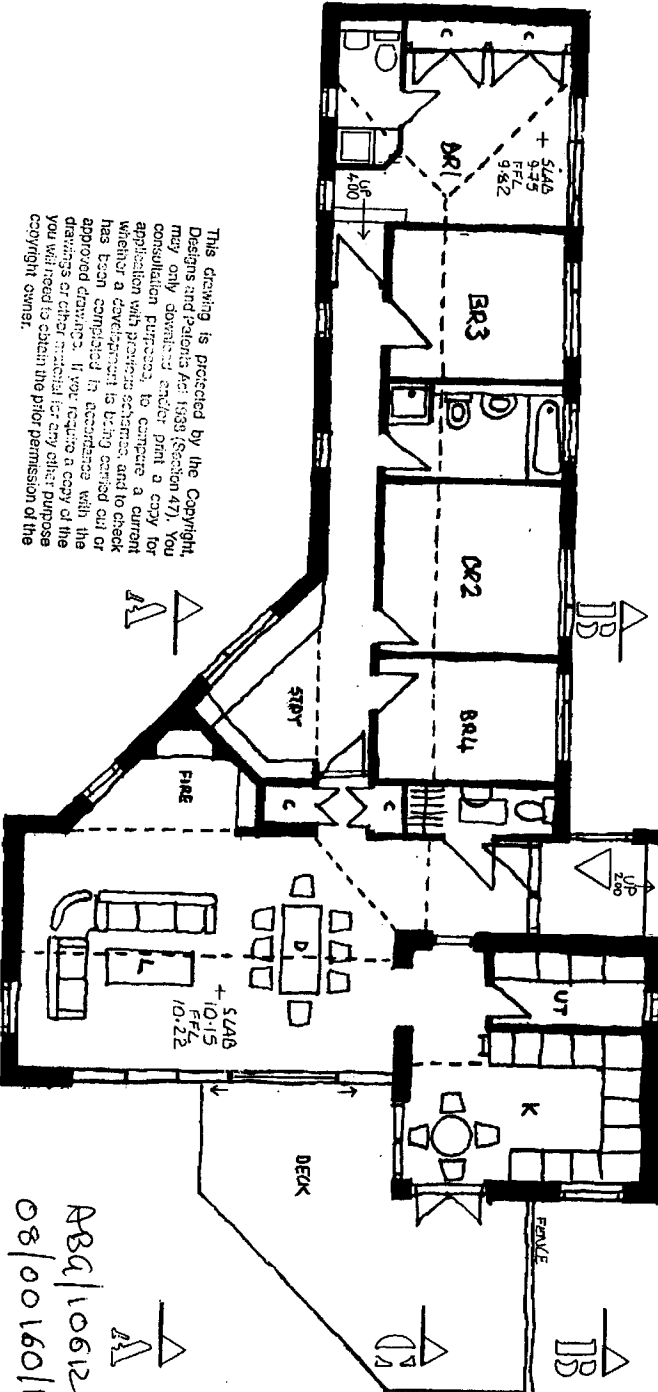 C
C
+ SLAB
9.75
FFL
9.82
BR1
UP
400
BR3
BR2
BR4
STDY
FIRE
C
C
UP
200
UT
K
D
L
+ SLAB
10.15
FFL
10.22
DECK
FENCE
B
A
B
C
A
This drawing is protected by the Copyright,
Designs and Patents Act 1988 (Section 47). You
may only download and/or print a copy for
consultation purposes, to compare a current
application with previous schemes, and to check
whether a development is being carried out or
has been completed in accordance with the
approved drawings. If you require a copy of the
drawings or other material for any other purpose
you will need to obtain the prior permission of the
copyright owner.
ABG/10612
08/00160/